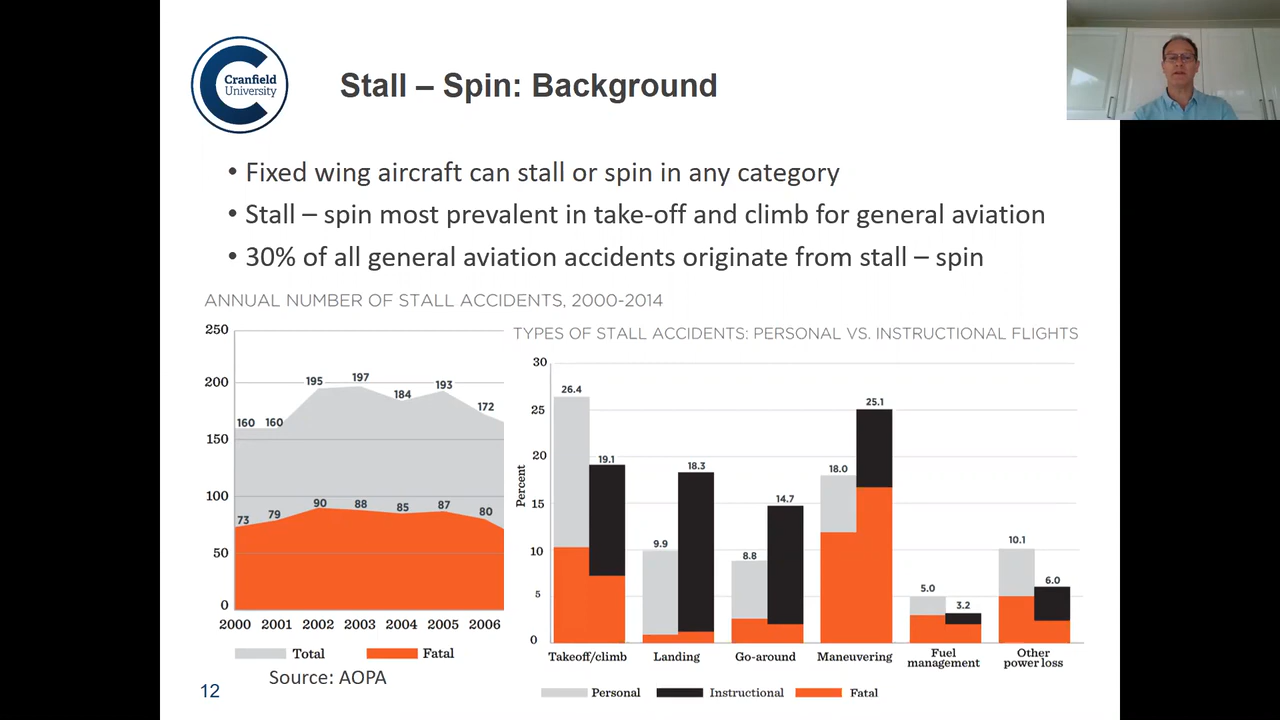 Cranfield
University
Stall – Spin: Background
• Fixed wing aircraft can stall or spin in any category
• Stall – spin most prevalent in take-off and climb for general aviation
• 30% of all general aviation accidents originate from stall – spin
ANNUAL NUMBER OF STALL ACCIDENTS, 2000-2014
250
200
150
100
50
0
160 160 195 197 184 193 172
73 79 90 88 85 87 80
2000 2001 2002 2003 2004 2005 2006
Total Fatal
Source: AOPA
12
TYPES OF STALL ACCIDENTS: PERSONAL VS. INSTRUCTIONAL FLIGHTS
Percent
30
25
20
15
10
5
0
26.4 19.1 9.9 18.3 8.8 14.7 18.0 25.1 5.0 3.2 10.1 6.0
Takeoff/climb Landing Go-around Maneuvering Fuel management Other power loss
Personal Instructional Fatal